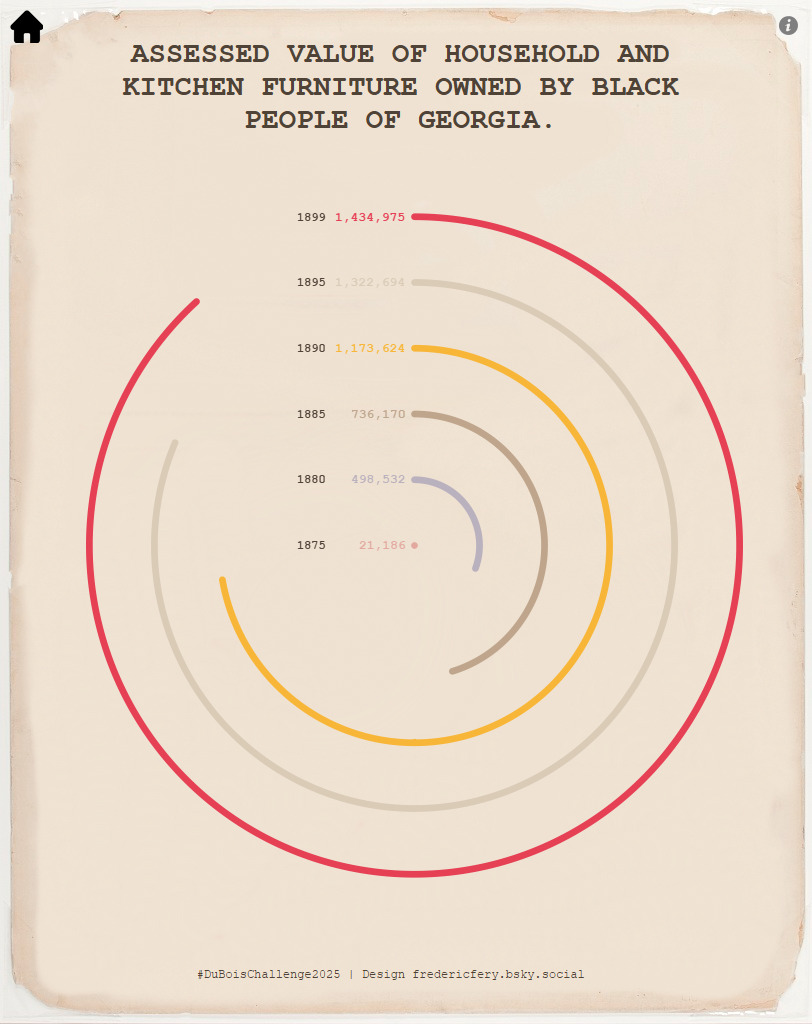 ASSESSED VALUE OF HOUSEHOLD AND
KITCHEN FURNITURE OWNED BY BLACK
PEOPLE OF GEORGIA.
1899 1,434,975
1895 1,322,694
1890 1,173,624
1885 736,170
1880 498,532
1875 21,186
#DuBoisChallenge2025 | Design fredericfery.bsky.social